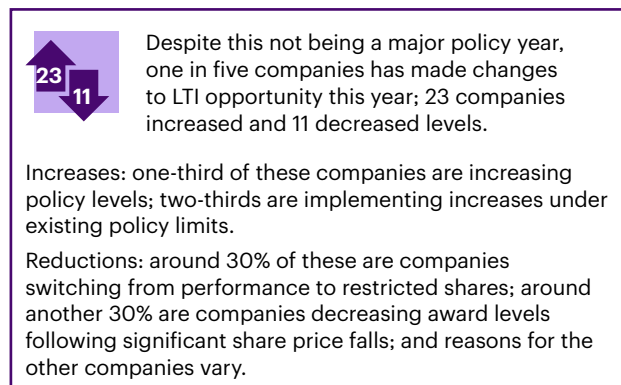 23
11
Despite this not being a major policy year,
one in five companies has made changes
to LTI opportunity this year; 23 companies
increased and 11 decreased levels.
Increases: one-third of these companies are increasing
policy levels; two-thirds are implementing increases under
existing policy limits.
Reductions: around 30% of these are companies
switching from performance to restricted shares; around
another 30% are companies decreasing award levels
following significant share price falls; and reasons for the
other companies vary.